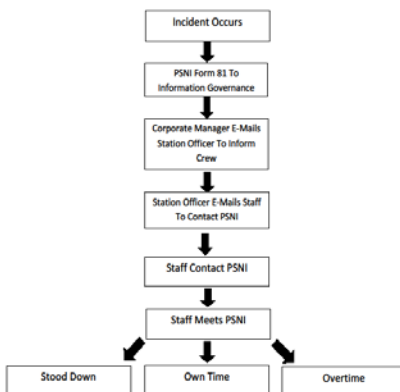 Incident Occurs
PSNI Form 81 To
Information Governance
Corporate Manager E-Mails
Station Officer To Inform
Crew
Station Officer E-Mails Staff
To Contact PSNI
Staff Contact PSNI
Staff Meets PSNI
Stood Down
Own Time
Overtime